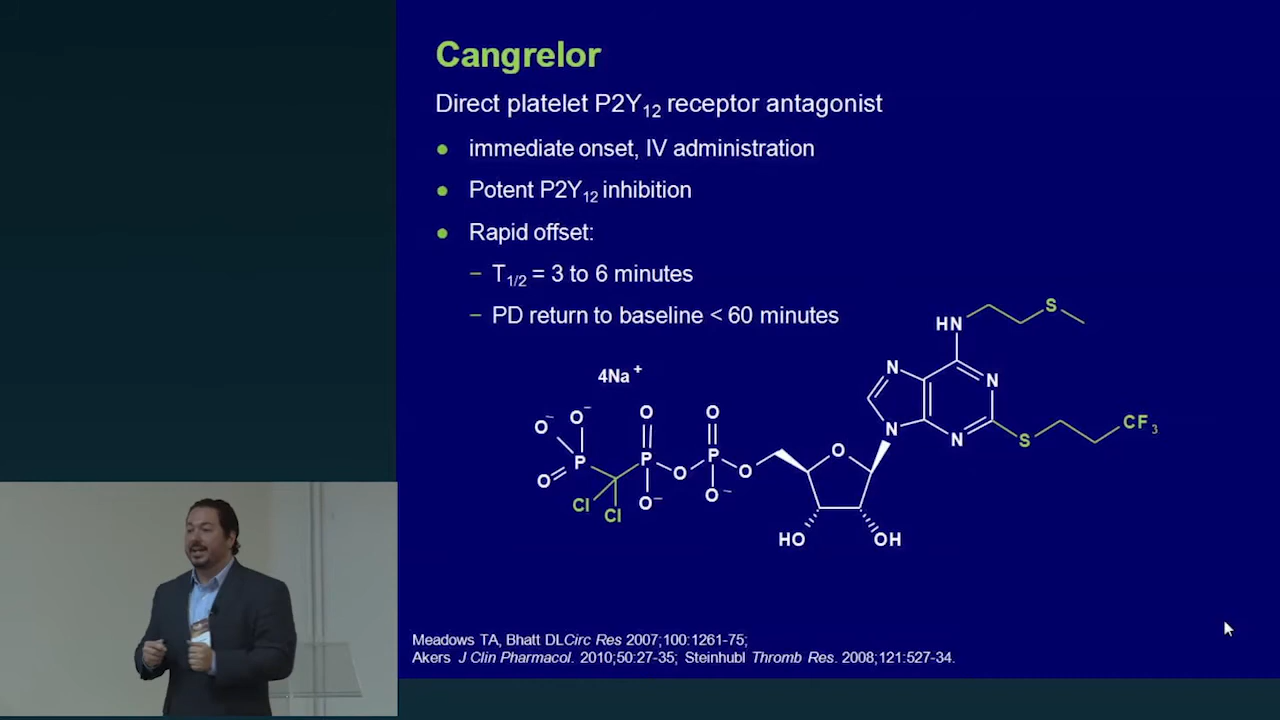 Cangrelor
Direct platelet P2Y12 receptor antagonist
● immediate onset, IV administration
● Potent P2Y12 inhibition
● Rapid offset:
− T1/2 = 3 to 6 minutes
− PD return to baseline < 60 minutes
S
HN
4Na+
N
N
O−
O−
O
O
CF3
N
N
S
P
P
P
O
O
O
O
Cl
Cl
O−
O−
HO
OH
Meadows TA, Bhatt DLCirc Res 2007;100:1261-75;
Akers J Clin Pharmacol. 2010;50:27-35; Steinhubl Thromb Res. 2008;121:527-34.